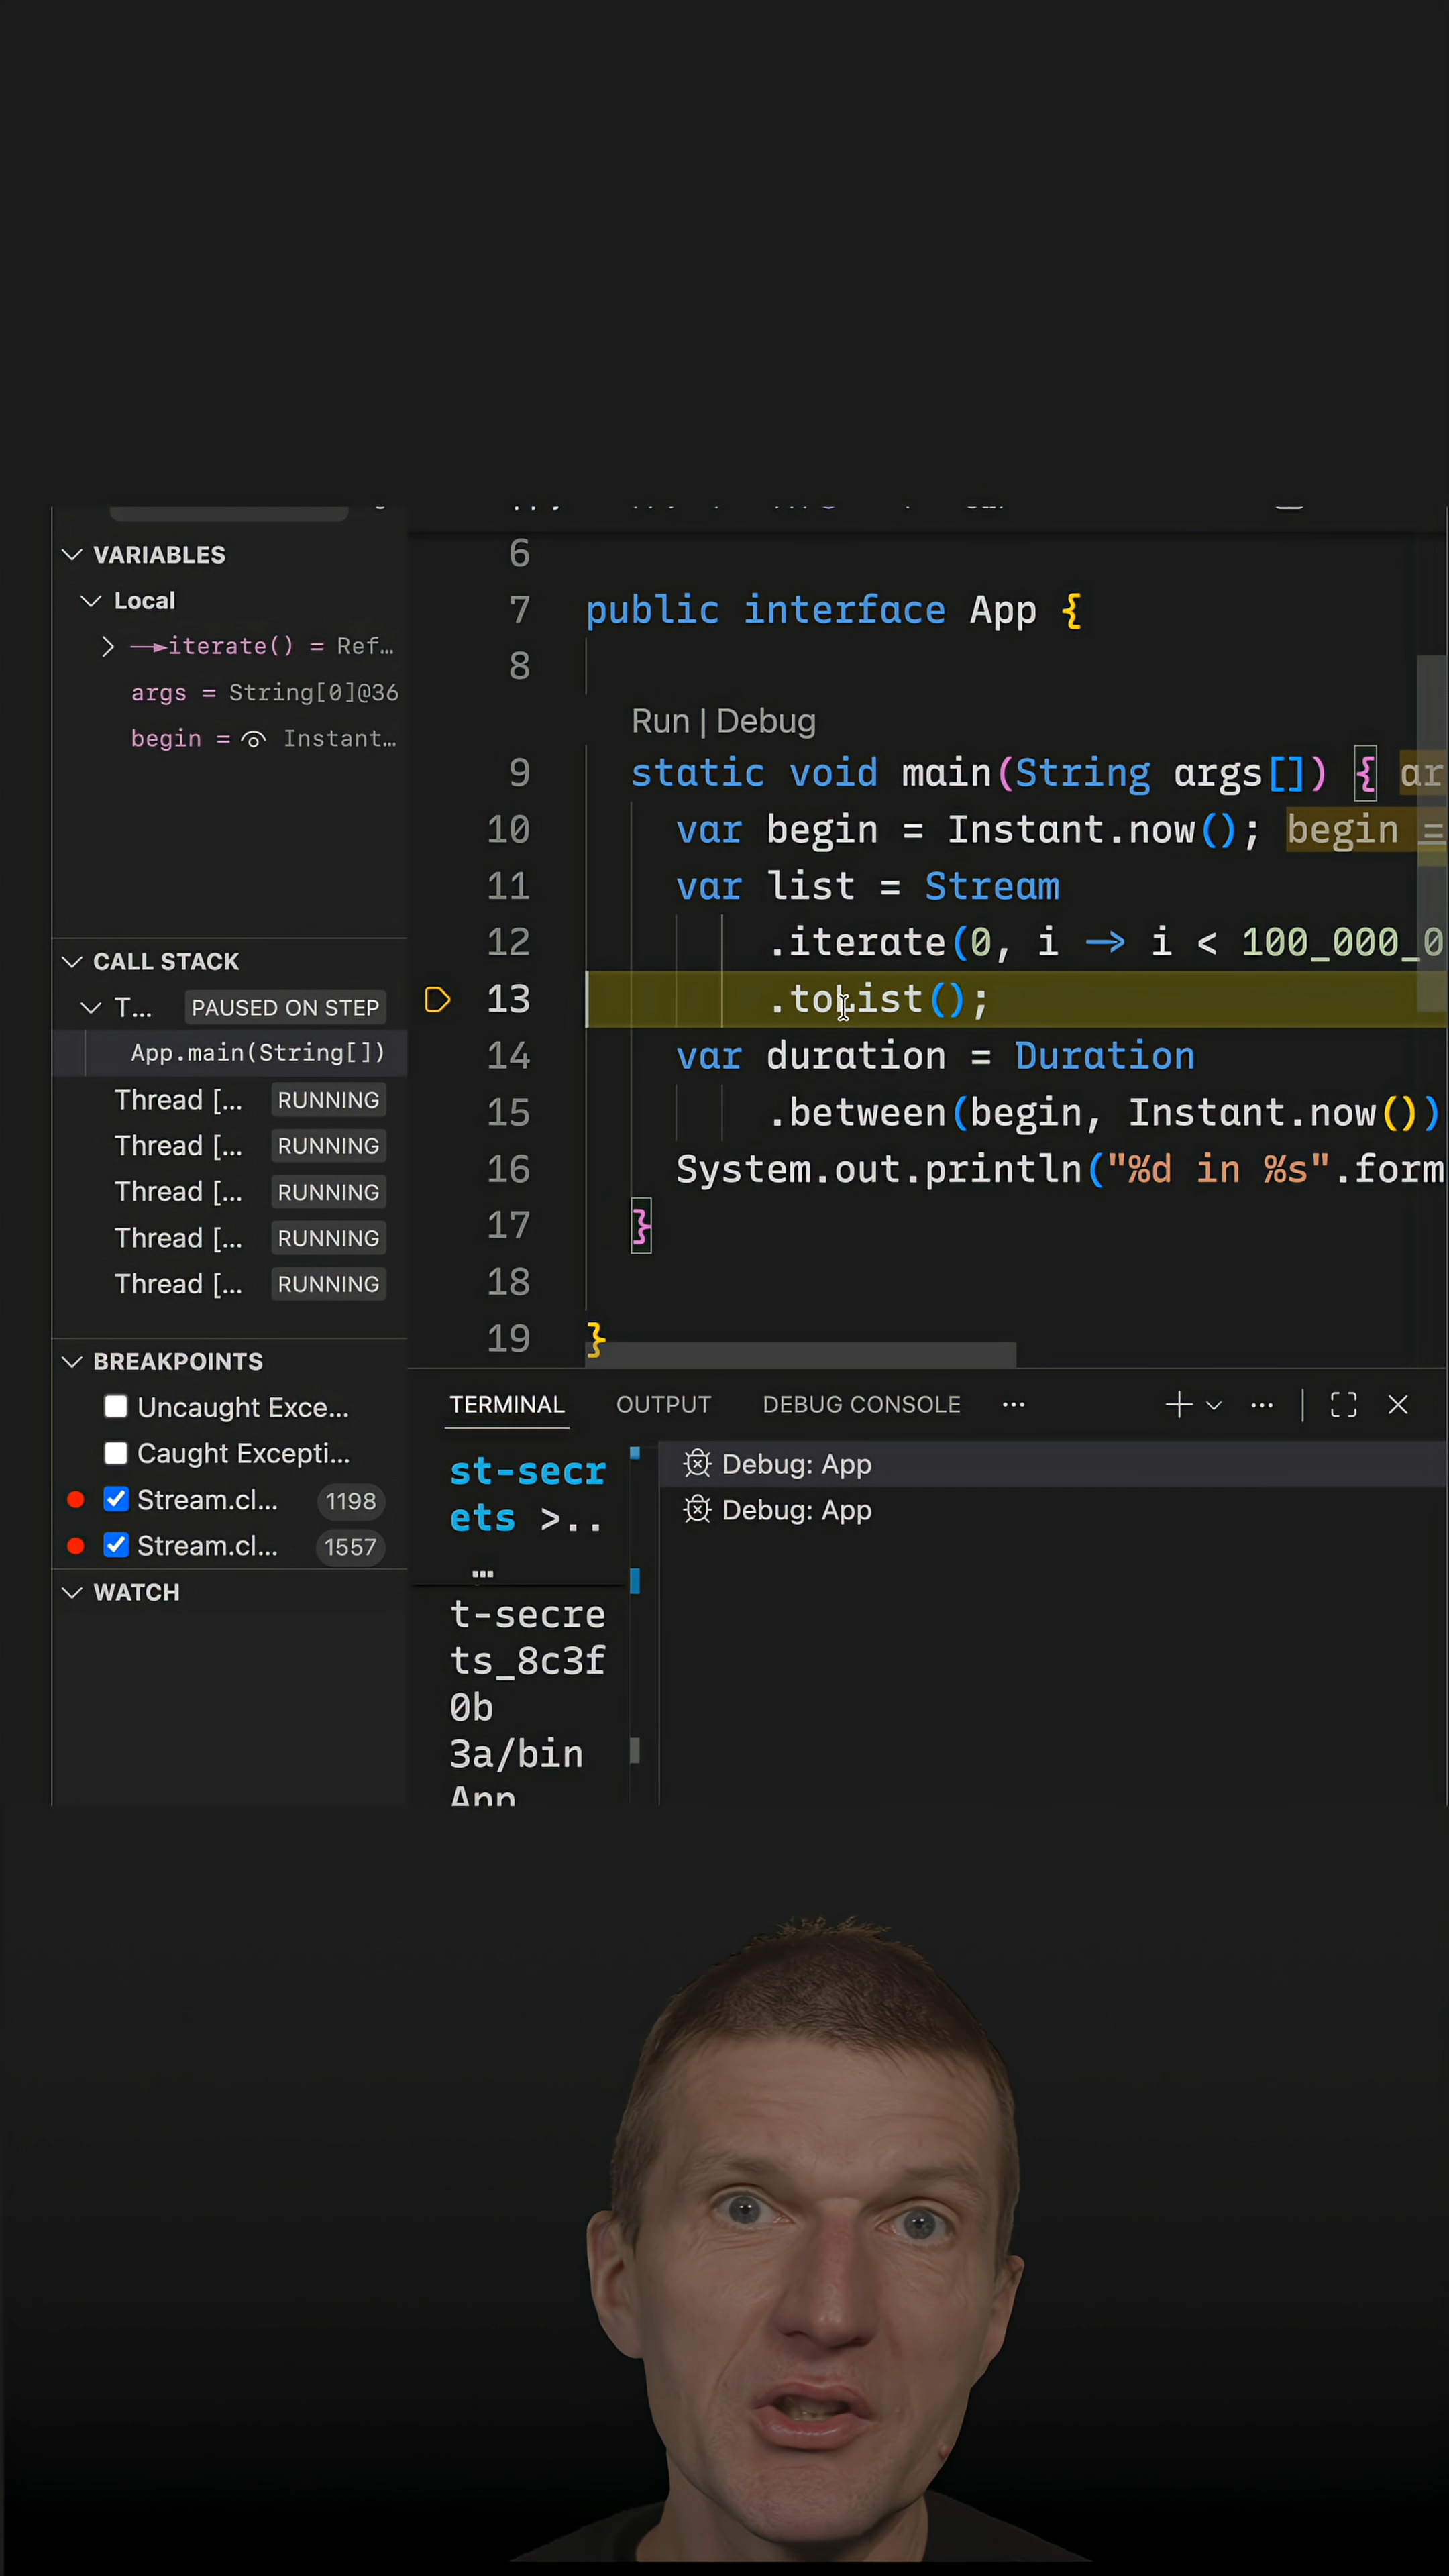 VARIABLES
Local
→iterate() = Ref…
args = String[0]@36
begin = Instant…
CALL STACK
T… PAUSED ON STEP
App.main(String[])
Thread [… RUNNING
Thread [… RUNNING
Thread [… RUNNING
Thread [… RUNNING
Thread [… RUNNING
BREAKPOINTS
Uncaught Exce…
Caught Excepti…
Stream.cl… 1198
Stream.cl… 1557
WATCH
6
7 public interface App {
8
Run | Debug
9 static void main(String args[]) { ar
10 var begin = Instant.now(); begin =
11 var list = Stream
12 .iterate(0, i → i < 100_000_0
13 .toList();
14 var duration = Duration
15 .between(begin, Instant.now())
16 System.out.println("%d in %s".form
17 }
18
19 }
TERMINAL OUTPUT DEBUG CONSOLE ···
st-secr
ets >..
…
t-secre
ts_8c3f
0b
3a/bin
App
Debug: App
Debug: App